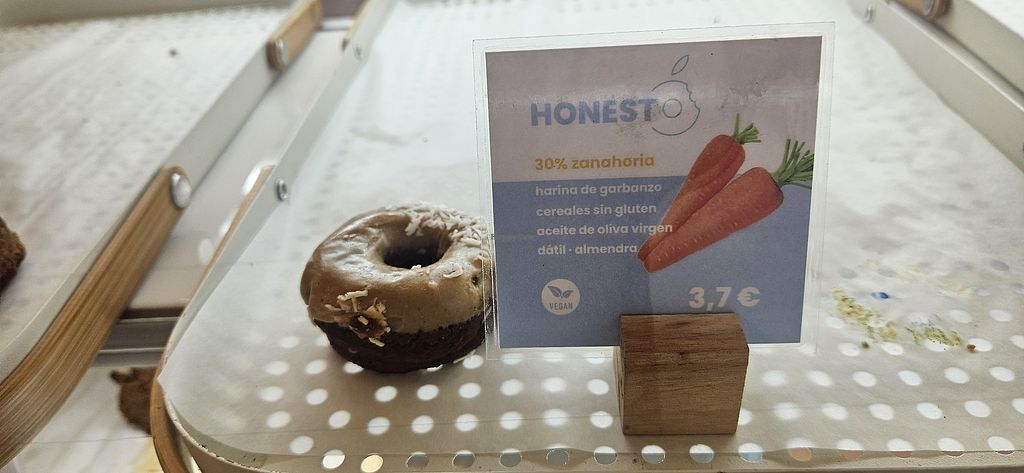 HONEST
30% zanahoria
harina de garbanzo
cereales sin gluten
aceite de oliva virgen
dátil · almendra
VEGAN
3,7 €